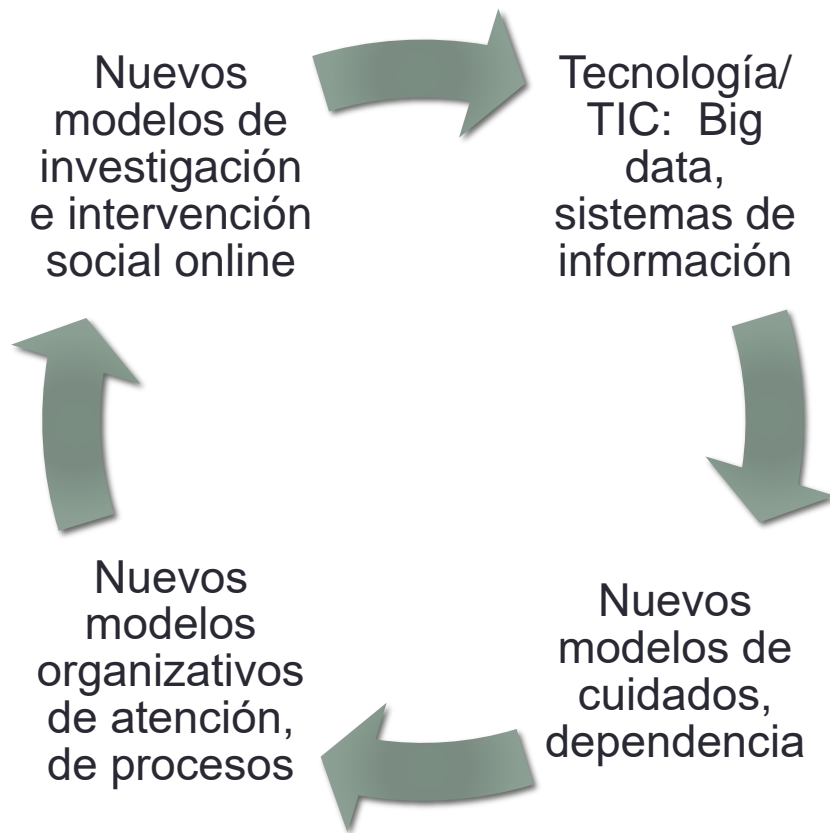 Nuevos
modelos de
investigación
e intervención
social online
Tecnología/
TIC: Big
data,
sistemas de
información
Nuevos
modelos de
cuidados,
dependencia
Nuevos
modelos
organizativos
de atención,
de procesos